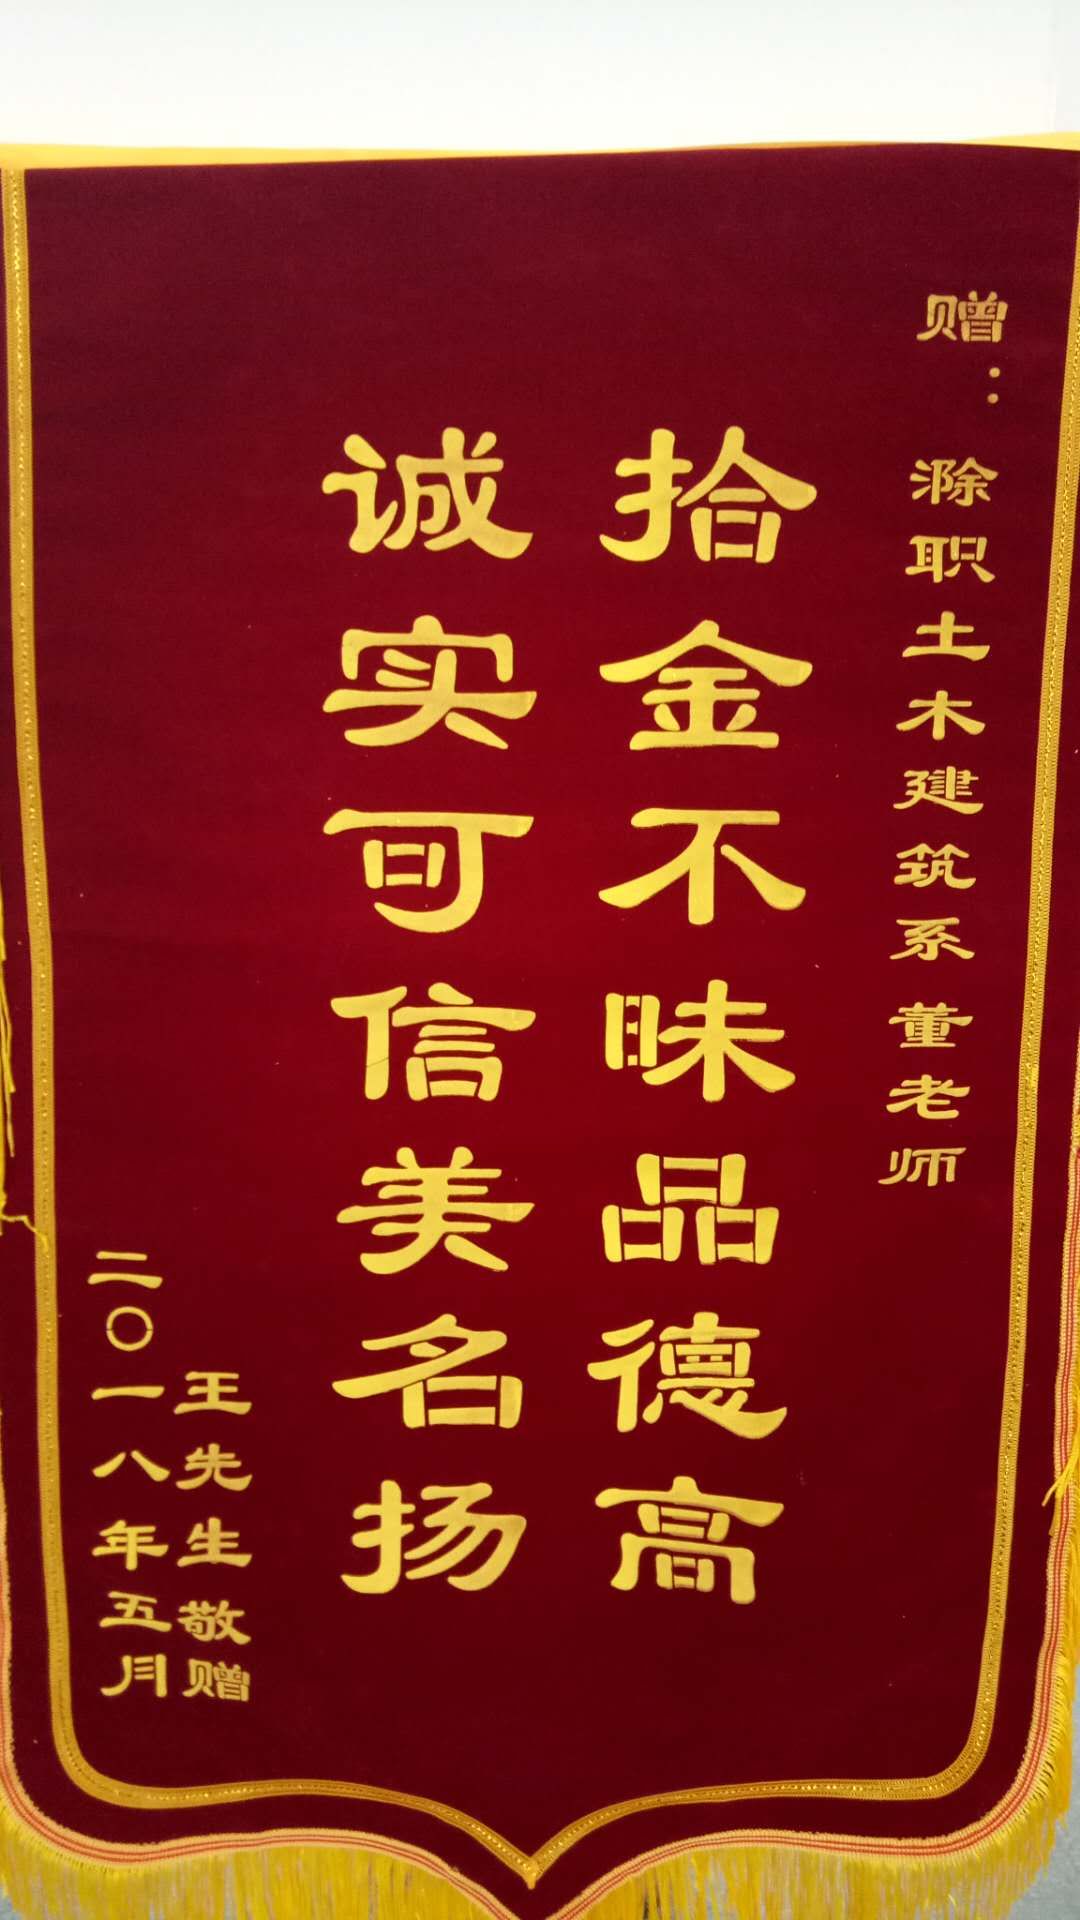 赠：滁职土木建筑系董老师
拾金不昧品德高
诚实可信美名扬
王先生敬赠
二〇一八年五月